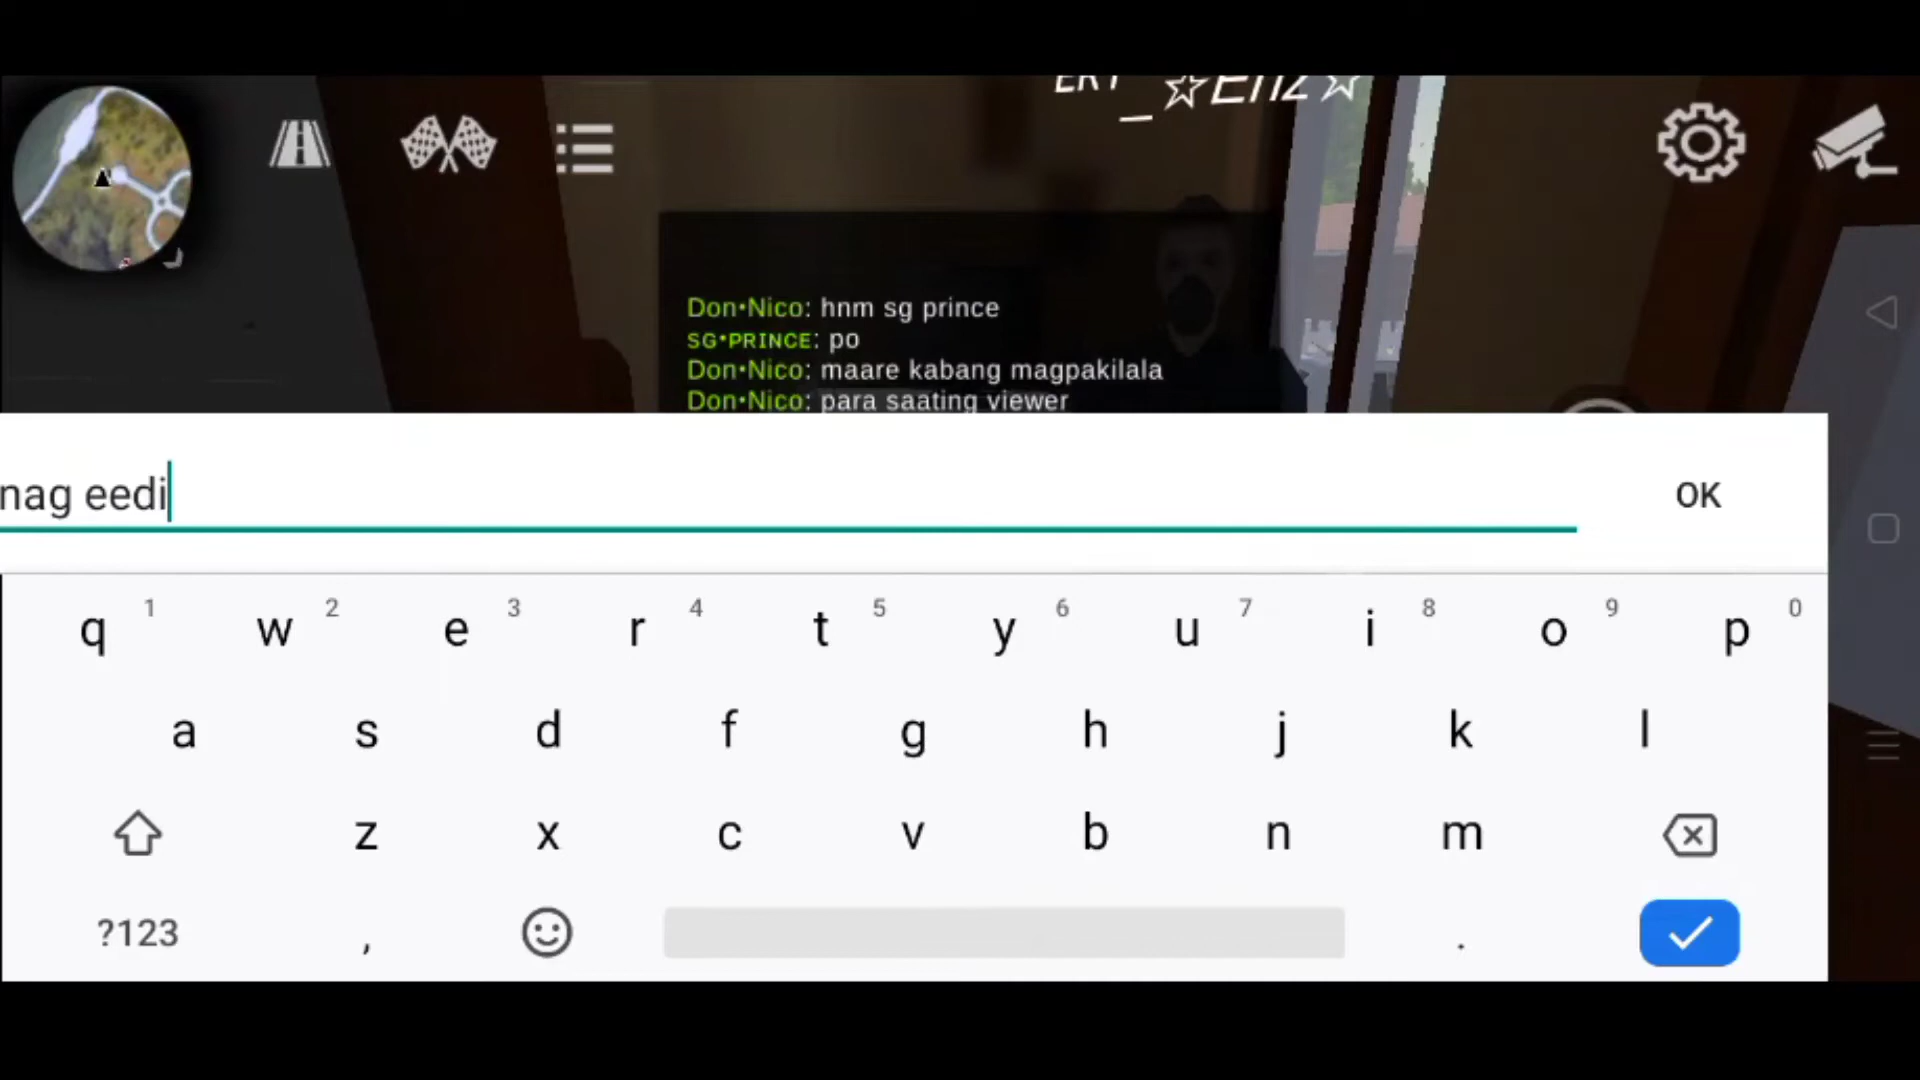 _☆Enz☆
Don•Nico: hnm sg prince
SG•PRINCE: po
Don•Nico: maare kabang magpakilala
Don•Nico: para saating viewer
nag eedi
OK
q 1 w 2 e 3 r 4 t 5 y 6 u 7 i 8 o 9 p 0
a s d f g h j k l
z x c v b n m
?123 , .